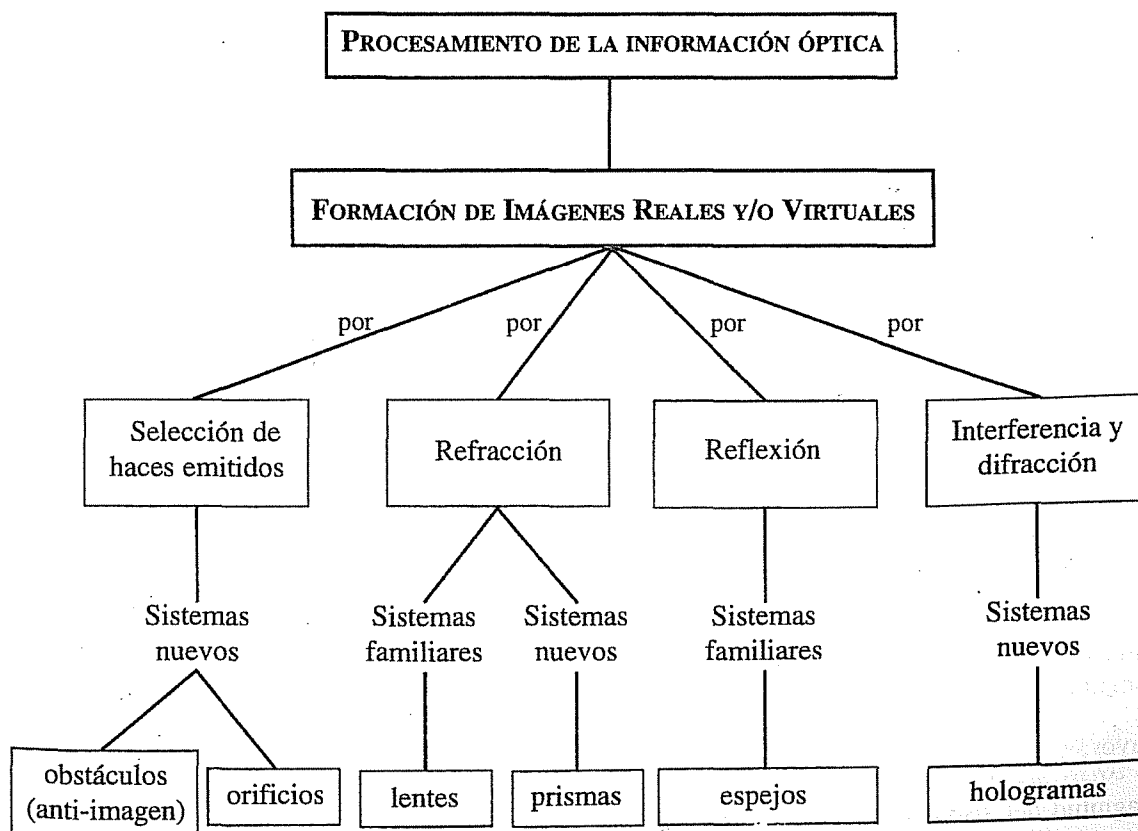 PROCESAMIENTO DE LA INFORMACIÓN ÓPTICA
FORMACIÓN DE IMÁGENES REALES Y/O VIRTUALES
por
por
por
por
Selección de
haces emitidos
Refracción
Reflexión
Interferencia y
difracción
Sistemas
nuevos
Sistemas
familiares
Sistemas
nuevos
Sistemas
familiares
Sistemas
nuevos
obstáculos
(anti-imagen)
orificios
lentes
prismas
espejos
hologramas